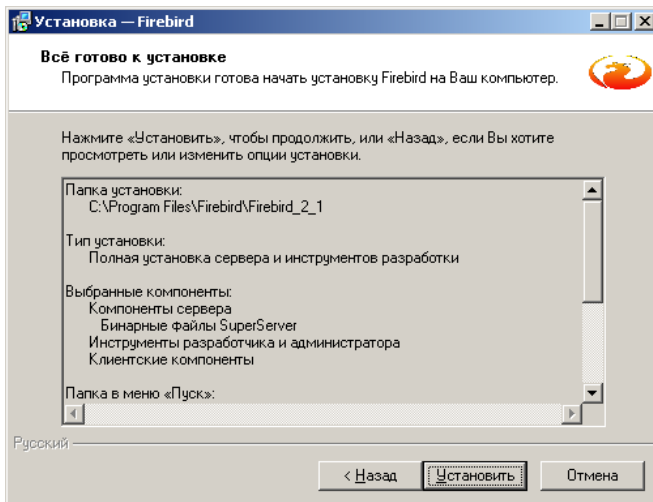 Установка — Firebird
Всё готово к установке
Программа установки готова начать установку Firebird на Ваш компьютер.
Нажмите «Установить», чтобы продолжить, или «Назад», если Вы хотите
просмотреть или изменить опции установки.
Папка установки:
C:\Program Files\Firebird\Firebird_2_1
Тип установки:
Полная установка сервера и инструментов разработки
Выбранные компоненты:
Компоненты сервера
Бинарные файлы SuperServer
Инструменты разработчика и администратора
Клиентские компоненты
Папка в меню «Пуск»:
Русский
< Назад
Установить
Отмена